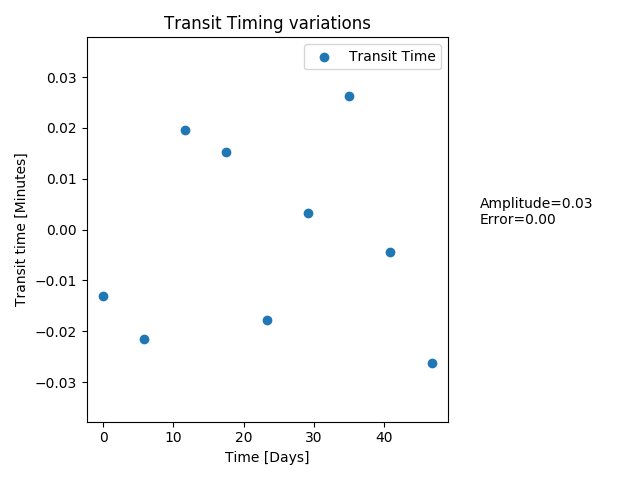 Transit Timing variations
Transit Time
0.03
0.02
0.01
0.00
−0.01
−0.02
−0.03
Transit time [Minutes]
0 10 20 30 40
Time [Days]
Amplitude=0.03
Error=0.00